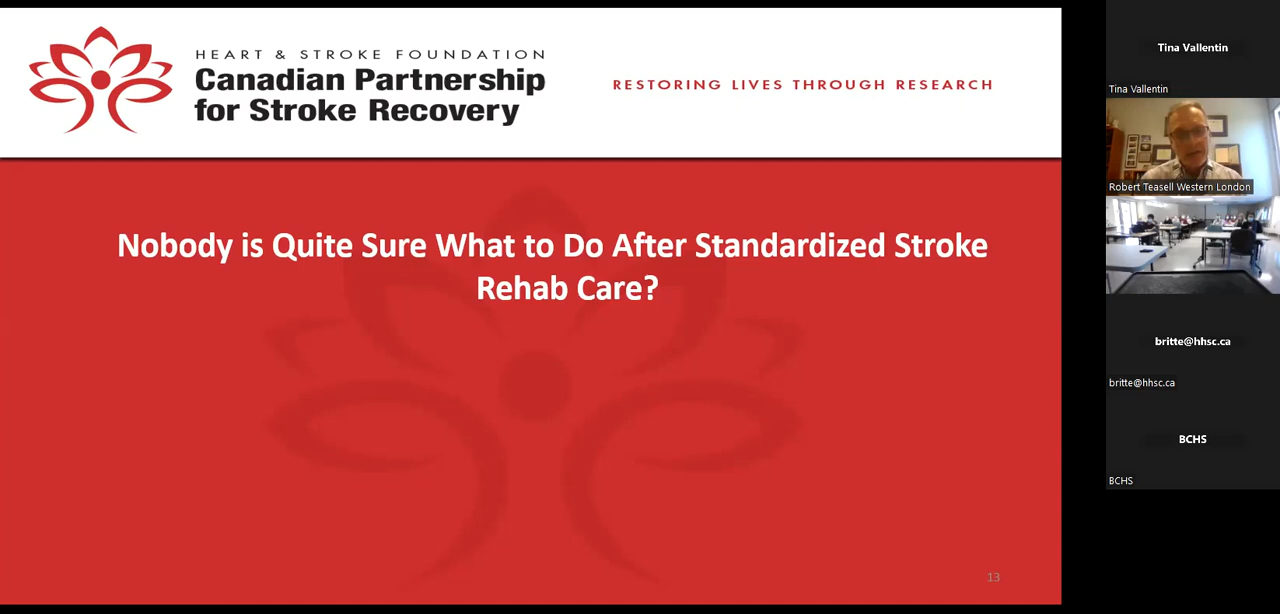 HEART & STROKE FOUNDATION
Canadian Partnership
for Stroke Recovery
RESTORING LIVES THROUGH RESEARCH
Nobody is Quite Sure What to Do After Standardized Stroke
Rehab Care?
13
Tina Vallentin
Tina Vallentin
Robert Teasell Western London
britte@hhsc.ca
britte@hhsc.ca
BCHS
BCHS